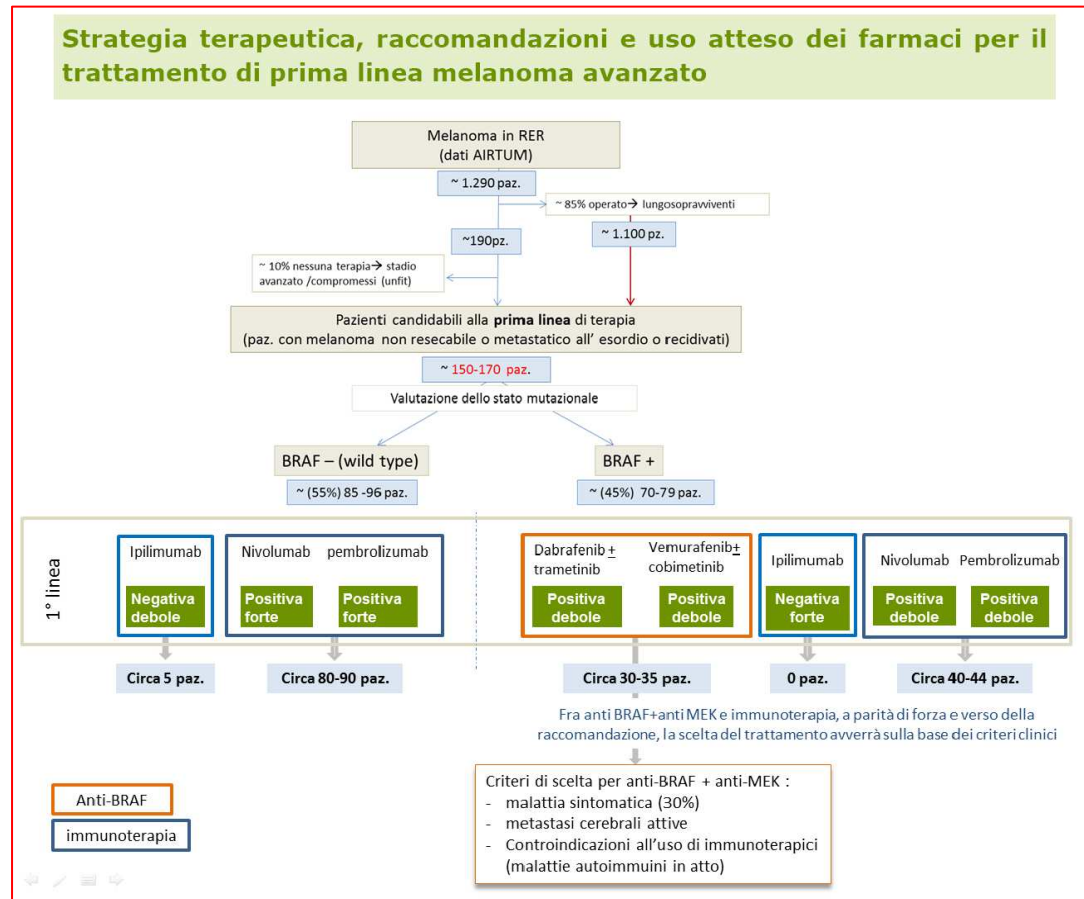 Strategia terapeutica, raccomandazioni e uso atteso dei farmaci per il
trattamento di prima linea melanoma avanzato
Melanoma in RER
(dati AIRTUM)
~ 1.290 paz.
~ 85% operato→ lungosopravviventi
~190pz.
~ 1.100 pz.
~ 10% nessuna terapia→ stadio
avanzato /compromessi (unfit)
Pazienti candidabili alla prima linea di terapia
(paz. con melanoma non resecabile o metastatico all' esordio o recidivati)
~ 150-170 paz.
Valutazione dello stato mutazionale
BRAF – (wild type)
BRAF +
~ (55%) 85 -96 paz.
~ (45%) 70-79 paz.
1° linea
Ipilimumab
Negativa
debole
Nivolumab
Positiva
forte
pembrolizumab
Positiva
forte
Dabrafenib +
trametinib
Positiva
debole
Vemurafenib+
cobimetinib
Positiva
debole
Ipilimumab
Negativa
forte
Nivolumab
Positiva
debole
Pembrolizumab
Positiva
debole
Circa 5 paz.
Circa 80-90 paz.
Circa 30-35 paz.
0 paz.
Circa 40-44 paz.
Fra anti BRAF+anti MEK e immunoterapia, a parità di forza e verso della
raccomandazione, la scelta del trattamento avverrà sulla base dei criteri clinici
Criteri di scelta per anti-BRAF + anti-MEK :
- malattia sintomatica (30%)
- metastasi cerebrali attive
- Controindicazioni all'uso di immunoterapici
(malattie autoimmuini in atto)
Anti-BRAF
immunoterapia